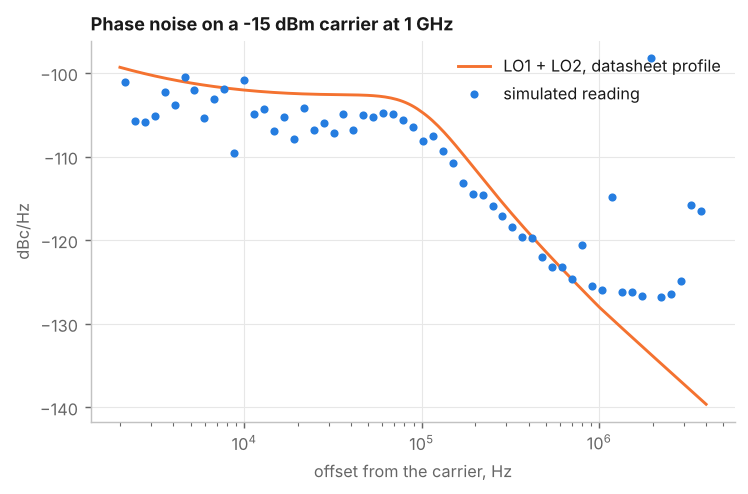 Phase noise on a -15 dBm carrier at 1 GHz
LO1 + LO2, datasheet profile
simulated reading
−100
−110
−120
−130
−140
dBc/Hz
10⁴ 10⁵ 10⁶
offset from the carrier, Hz